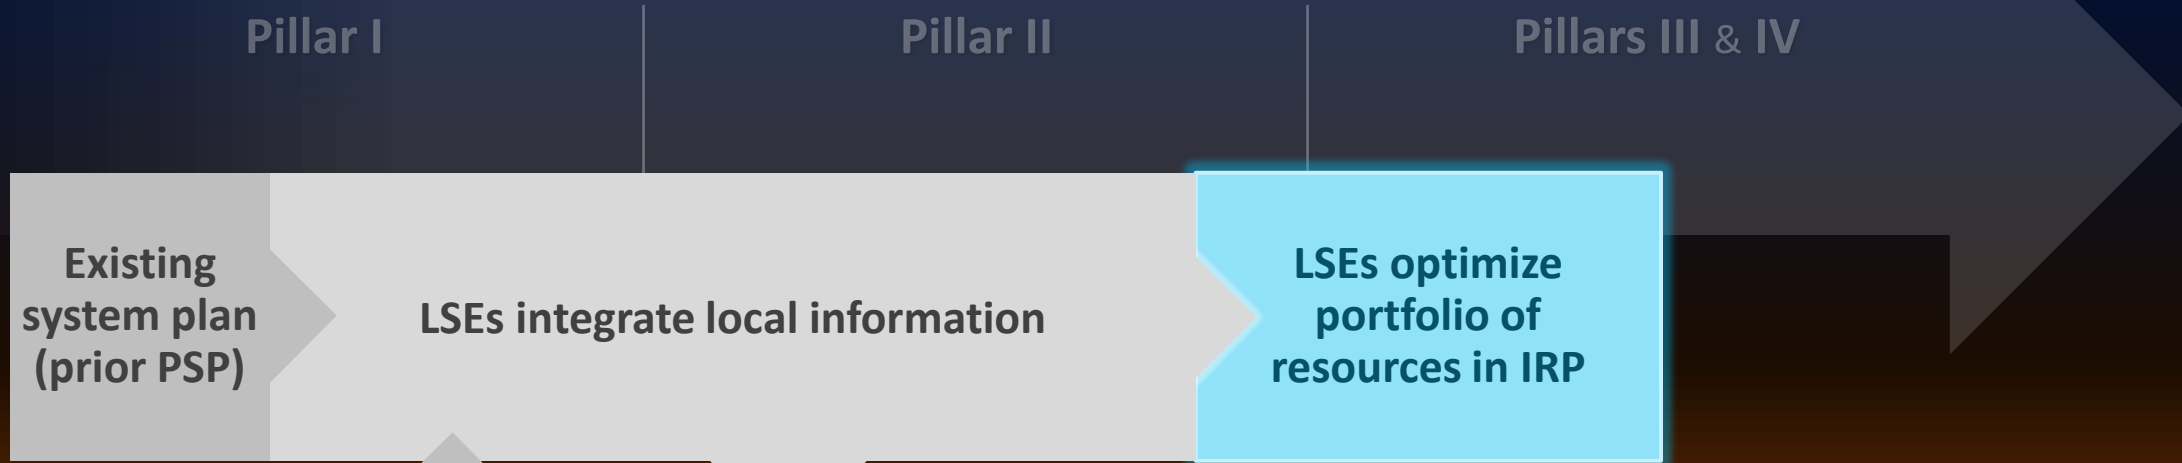 Pillar I
Pillar II
Pillars III & IV
Existing
system plan
(prior PSP)
LSEs integrate local information
LSEs optimize
portfolio of
resources in IRP